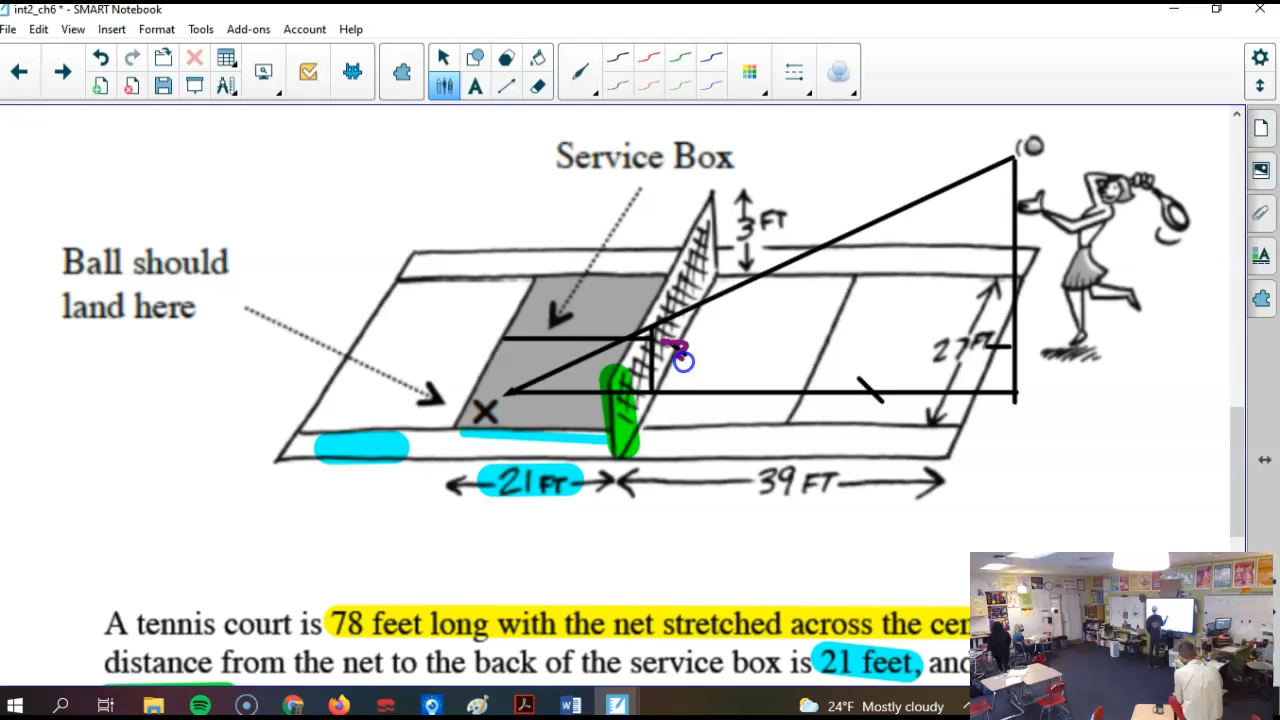 int2_ch6 * - SMART Notebook
File Edit View Insert Format Tools Add-ons Account Help
Service Box
3 FT
Ball should
land here
3
27 FT
X
21 FT
39 FT
A tennis court is 78 feet long with the net stretched across the cen
distance from the net to the back of the service box is 21 feet, and
24°F Mostly cloudy